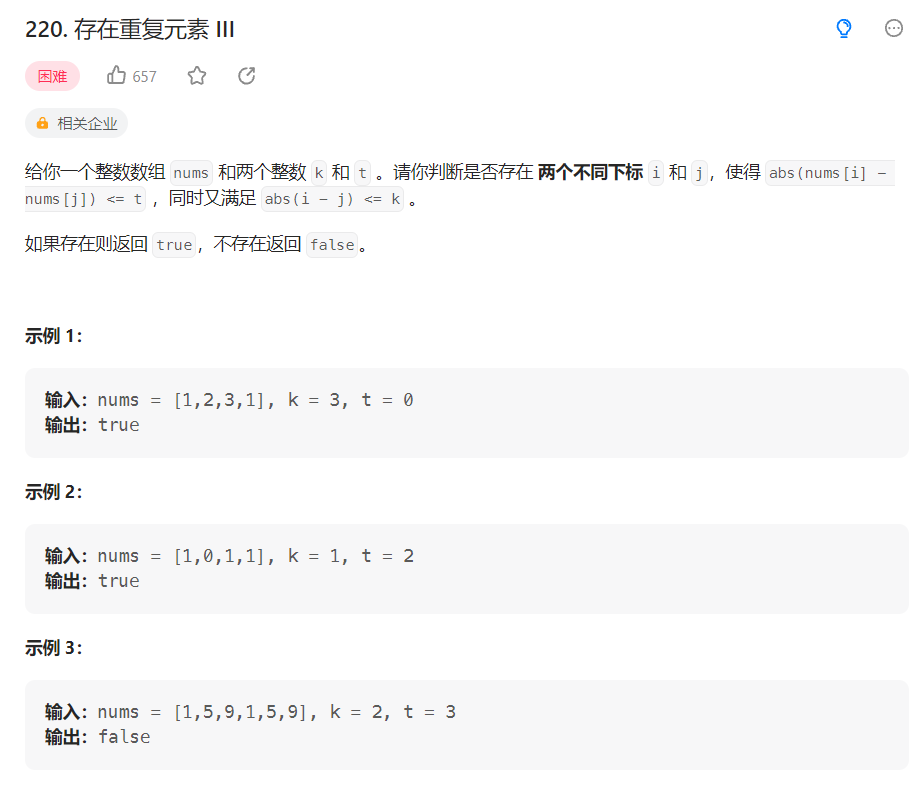 220. 存在重复元素 III
困难
657
相关企业
给你一个整数数组 nums 和两个整数 k 和 t 。请你判断是否存在 两个不同下标 i 和 j，使得 abs(nums[i] -
nums[j]) <= t ，同时又满足 abs(i - j) <= k 。
如果存在则返回 true，不存在返回 false。
示例 1：
输入：nums = [1,2,3,1], k = 3, t = 0
输出：true
示例 2：
输入：nums = [1,0,1,1], k = 1, t = 2
输出：true
示例 3：
输入：nums = [1,5,9,1,5,9], k = 2, t = 3
输出：false